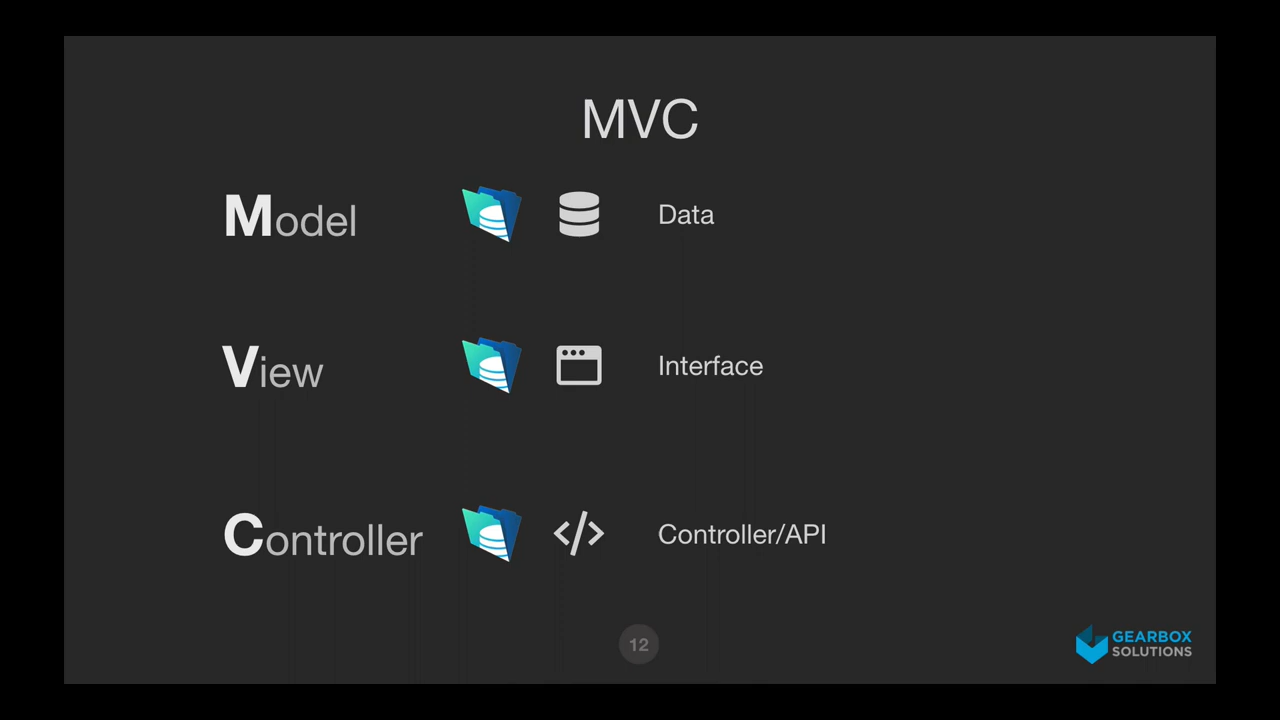 MVC
Model
Data
View
Interface
Controller
Controller/API
12
GEARBOX
SOLUTIONS